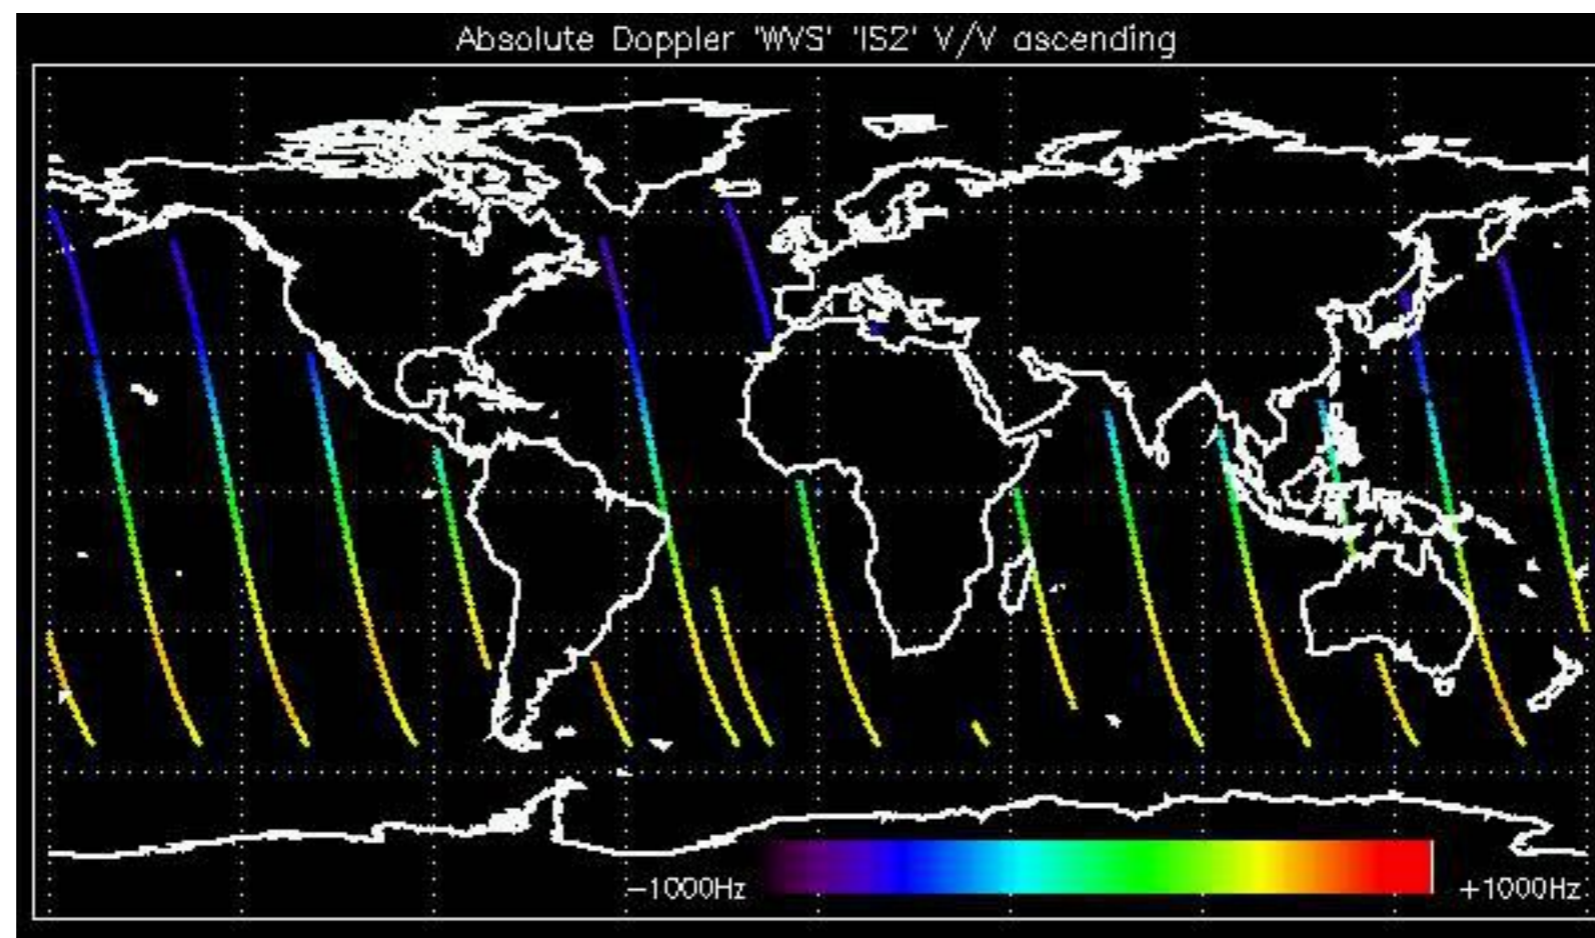 Absolute Doppler 'WVS' 'IS2' V/V ascending
-1000Hz +1000Hz